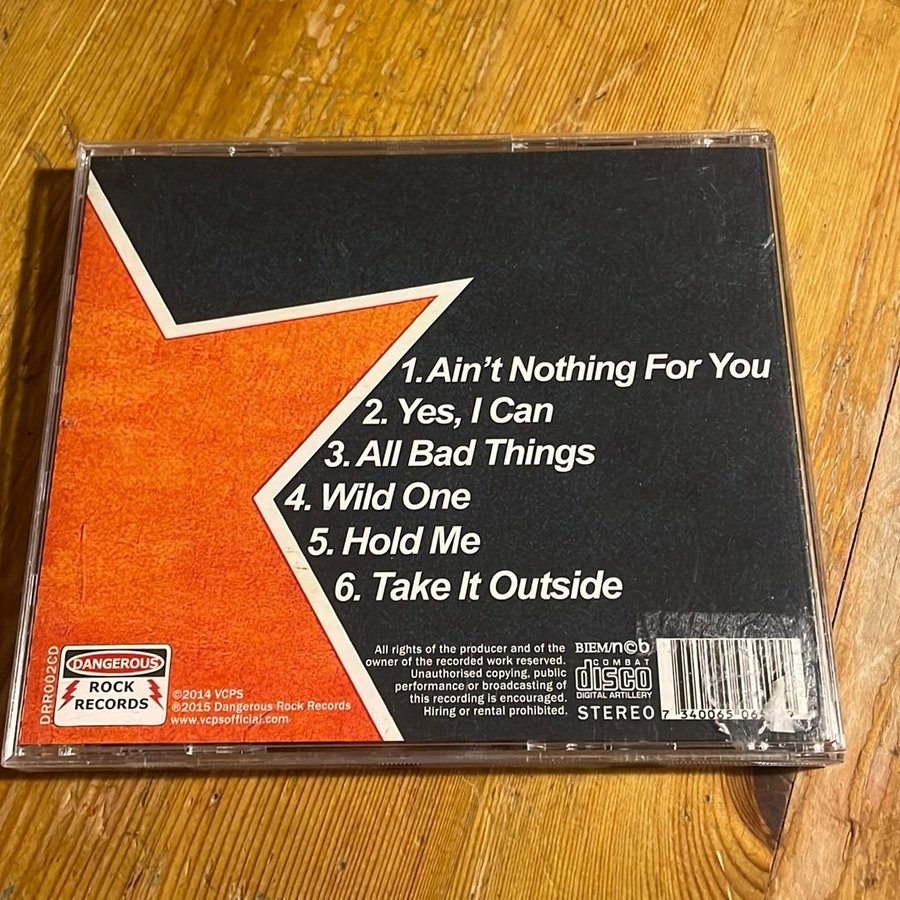 1. Ain't Nothing For You
2. Yes, I Can
3. All Bad Things
4. Wild One
5. Hold Me
6. Take It Outside
DRR002CD
DANGEROUS
ROCK
RECORDS
©2014 VCPS
℗2015 Dangerous Rock Records
www.vcpsofficial.com
All rights of the producer and of the
owner of the recorded work reserved.
Unauthorised copying, public
performance or broadcasting of
this recording is encouraged.
Hiring or rental prohibited.
BIEM/n©b
COMBAT
disco
DIGITAL ARTILLERY
STEREO
7 340065